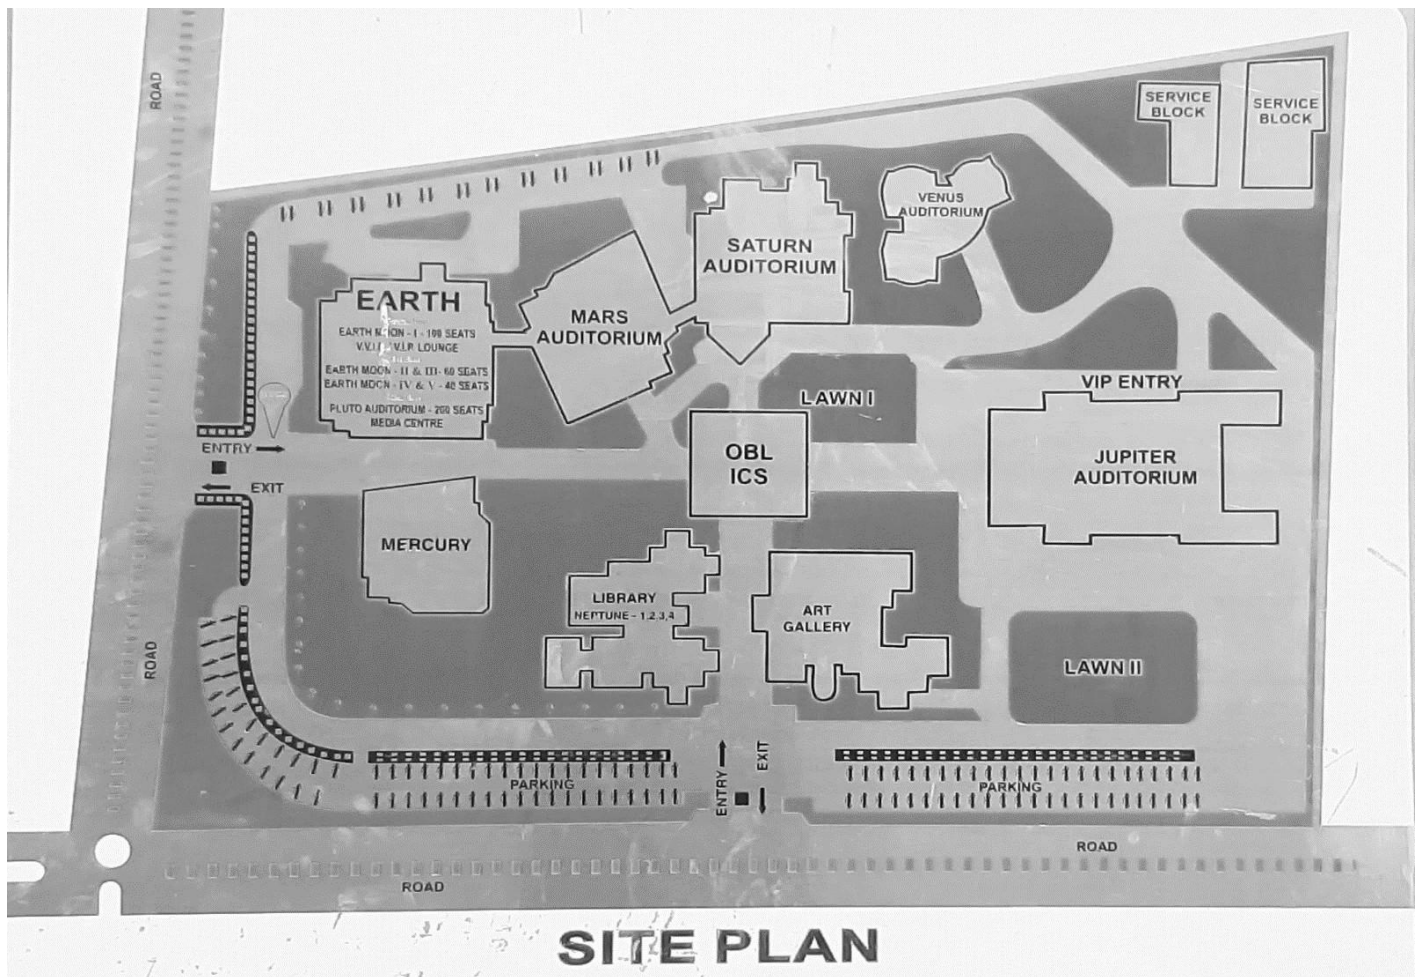 ROAD
SERVICE
BLOCK
SERVICE
BLOCK
VENUS
AUDITORIUM
SATURN
AUDITORIUM
EARTH
EARTH MOON - I - 100 SEATS
V.I.P. LOUNGE
EARTH MOON - II & III- 60 SEATS
EARTH MOON - IV & V - 40 SEATS
PLUTO AUDITORIUM - 200 SEATS
MEDIA CENTRE
MARS
AUDITORIUM
LAWN I
VIP ENTRY
ENTRY
EXIT
OBL
ICS
JUPITER
AUDITORIUM
MERCURY
LIBRARY
NEPTUNE - 1,2,3,4
ART
GALLERY
LAWN II
ROAD
ENTRY
EXIT
PARKING
PARKING
ROAD
ROAD
SITE PLAN